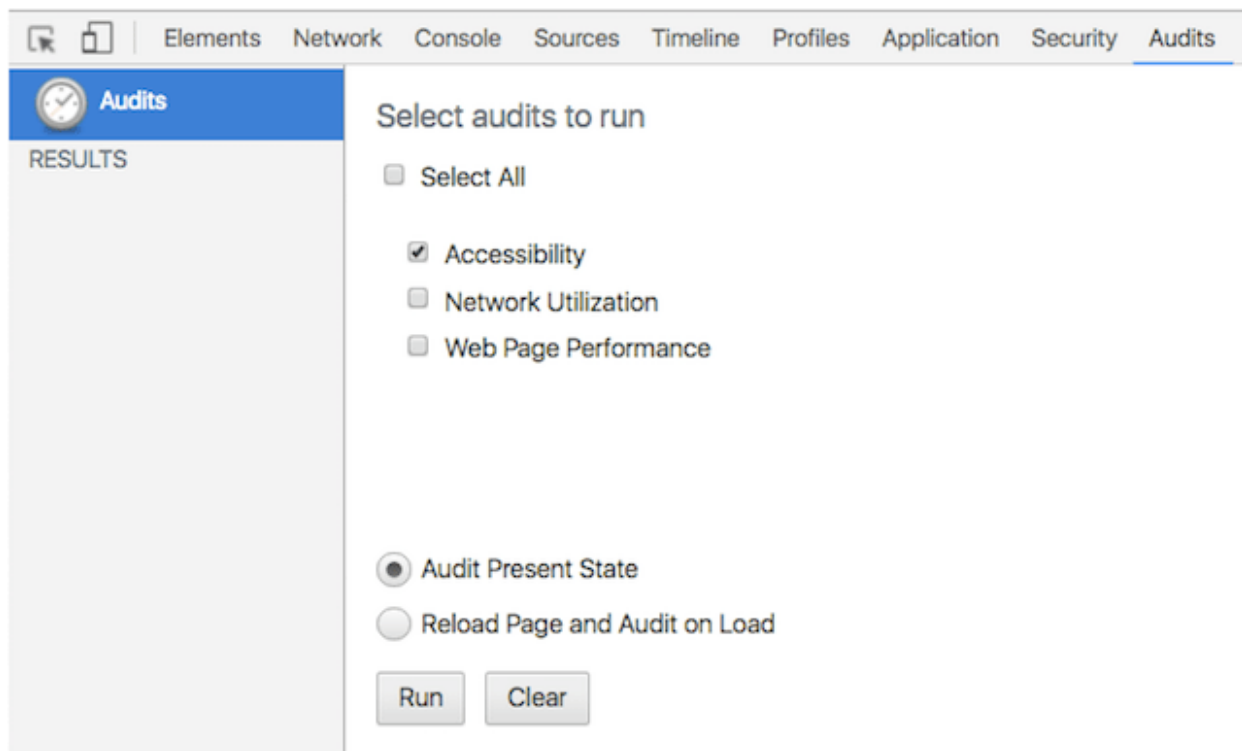 Elements Network Console Sources Timeline Profiles Application Security Audits
Audits
RESULTS
Select audits to run
Select All
Accessibility
Network Utilization
Web Page Performance
Audit Present State
Reload Page and Audit on Load
Run Clear